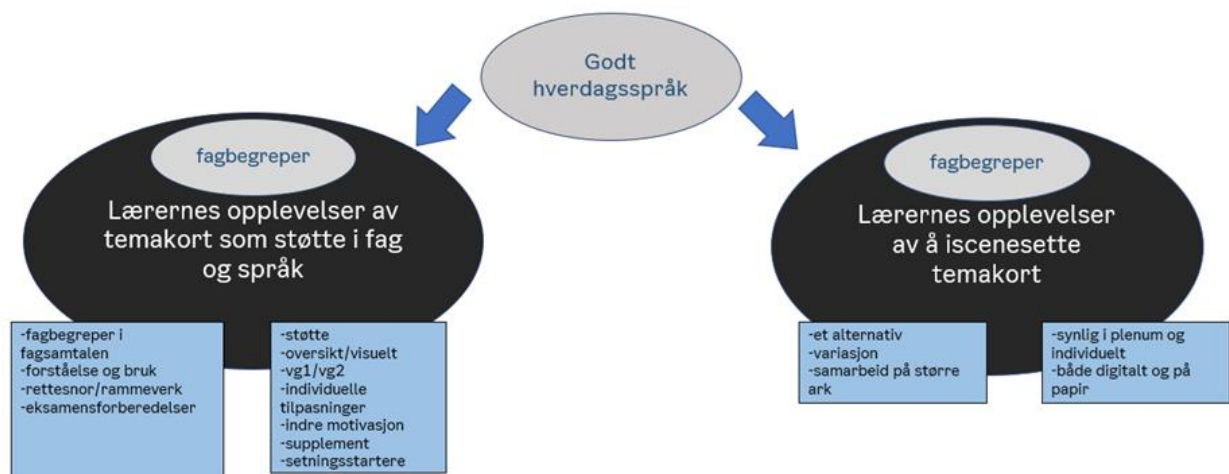 Godt
hverdagsspråk
fagbegreper
Lærernes opplevelser av
temakort som støtte i fag
og språk
-fagbegreper i
fagsamtalen
-forståelse og bruk
-rettesnor/rammeverk
-eksamensforberedelser
-støtte
-oversikt/visuelt
-vg1/vg2
-individuelle
tilpasninger
-indre motivasjon
-supplement
-setningsstartere
fagbegreper
Lærernes opplevelser
av å iscenesette
temakort
-et alternativ
-variasjon
-samarbeid på større
ark
-synlig i plenum og
individuelt
-både digitalt og på
papir